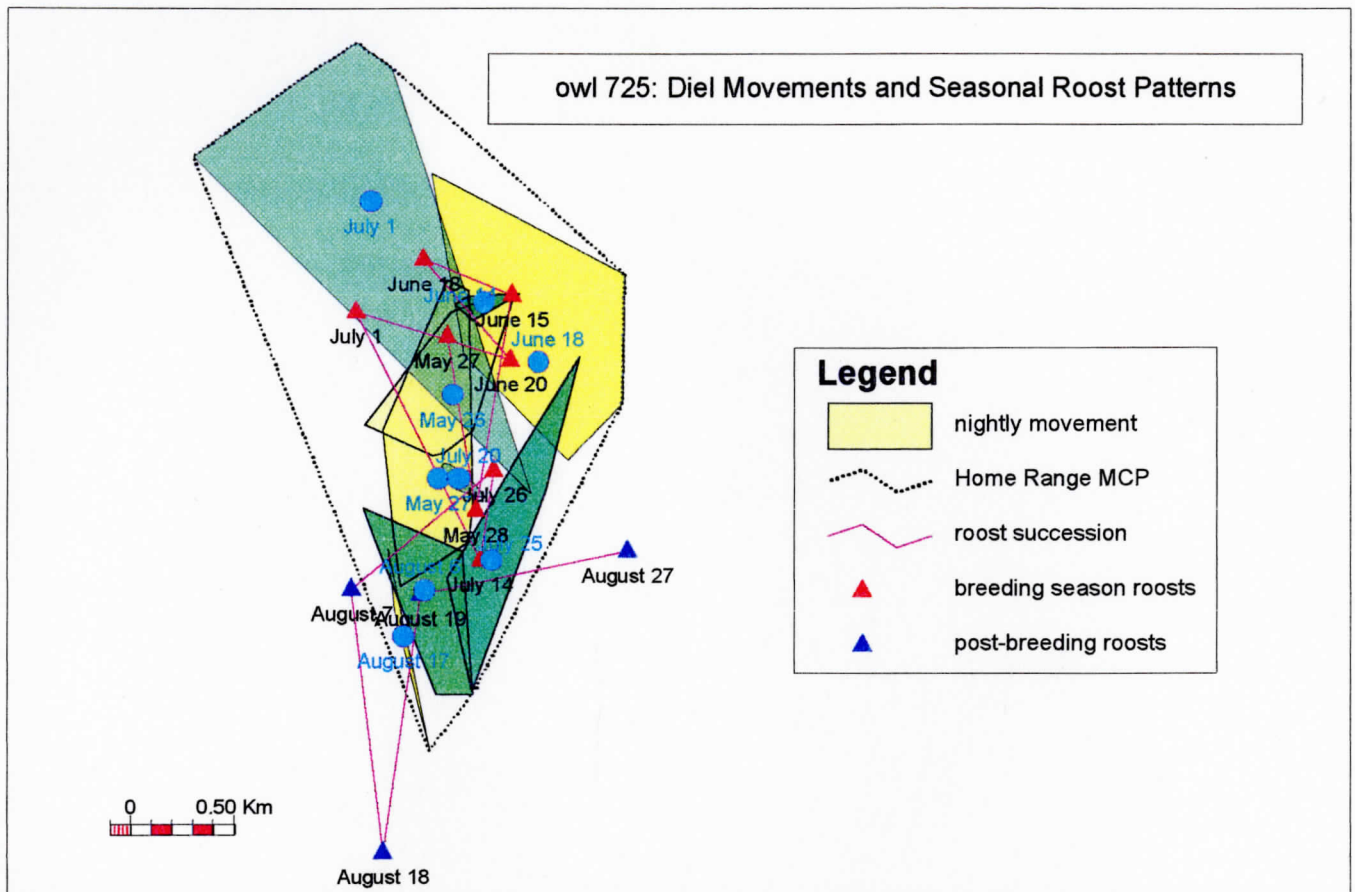 owl 725: Diel Movements and Seasonal Roost Patterns
July 1
June 18
June 15
July 1
June 18
May 27
June 20
May 26
July 20
May 27
July 26
May 28
July 25
August 27
July 14
August 7
August 19
August 17
Legend
nightly movement
Home Range MCP
roost succession
breeding season roosts
post-breeding roosts
0 0.50 Km
August 18